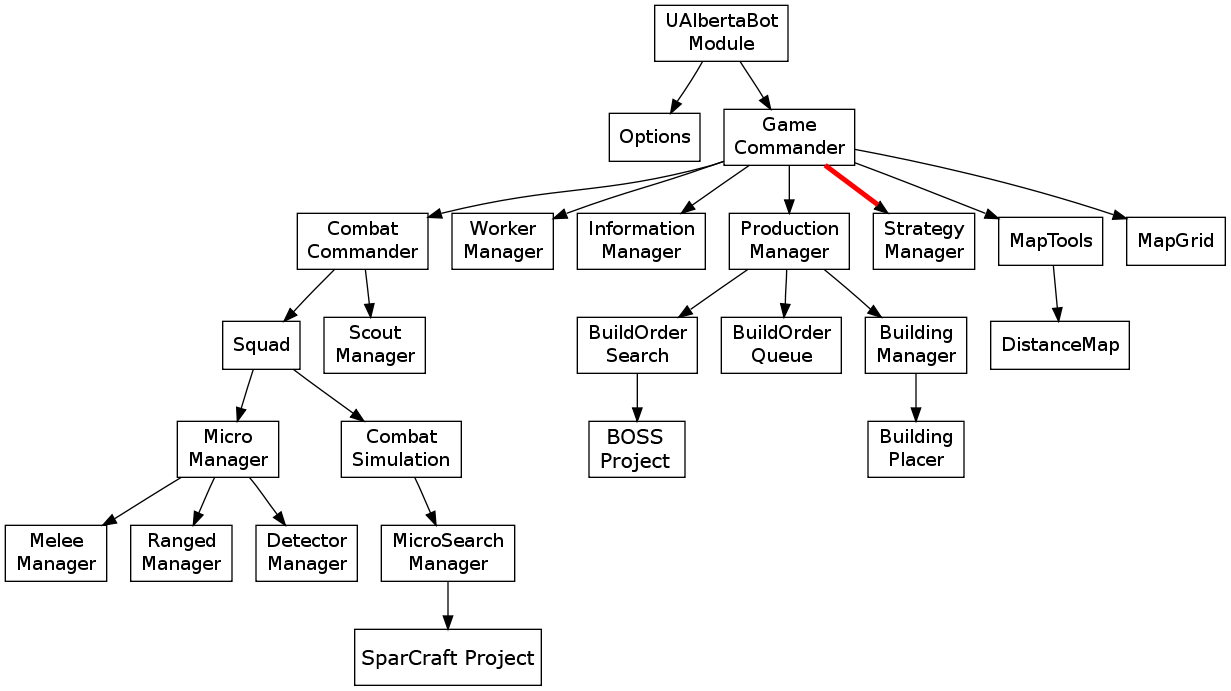 UAlbertaBot
Module
Options
Game
Commander
Combat
Commander
Worker
Manager
Information
Manager
Production
Manager
Strategy
Manager
MapTools
MapGrid
Squad
Scout
Manager
BuildOrder
Search
BuildOrder
Queue
Building
Manager
DistanceMap
Micro
Manager
Combat
Simulation
BOSS
Project
Building
Placer
Melee
Manager
Ranged
Manager
Detector
Manager
MicroSearch
Manager
SparCraft Project